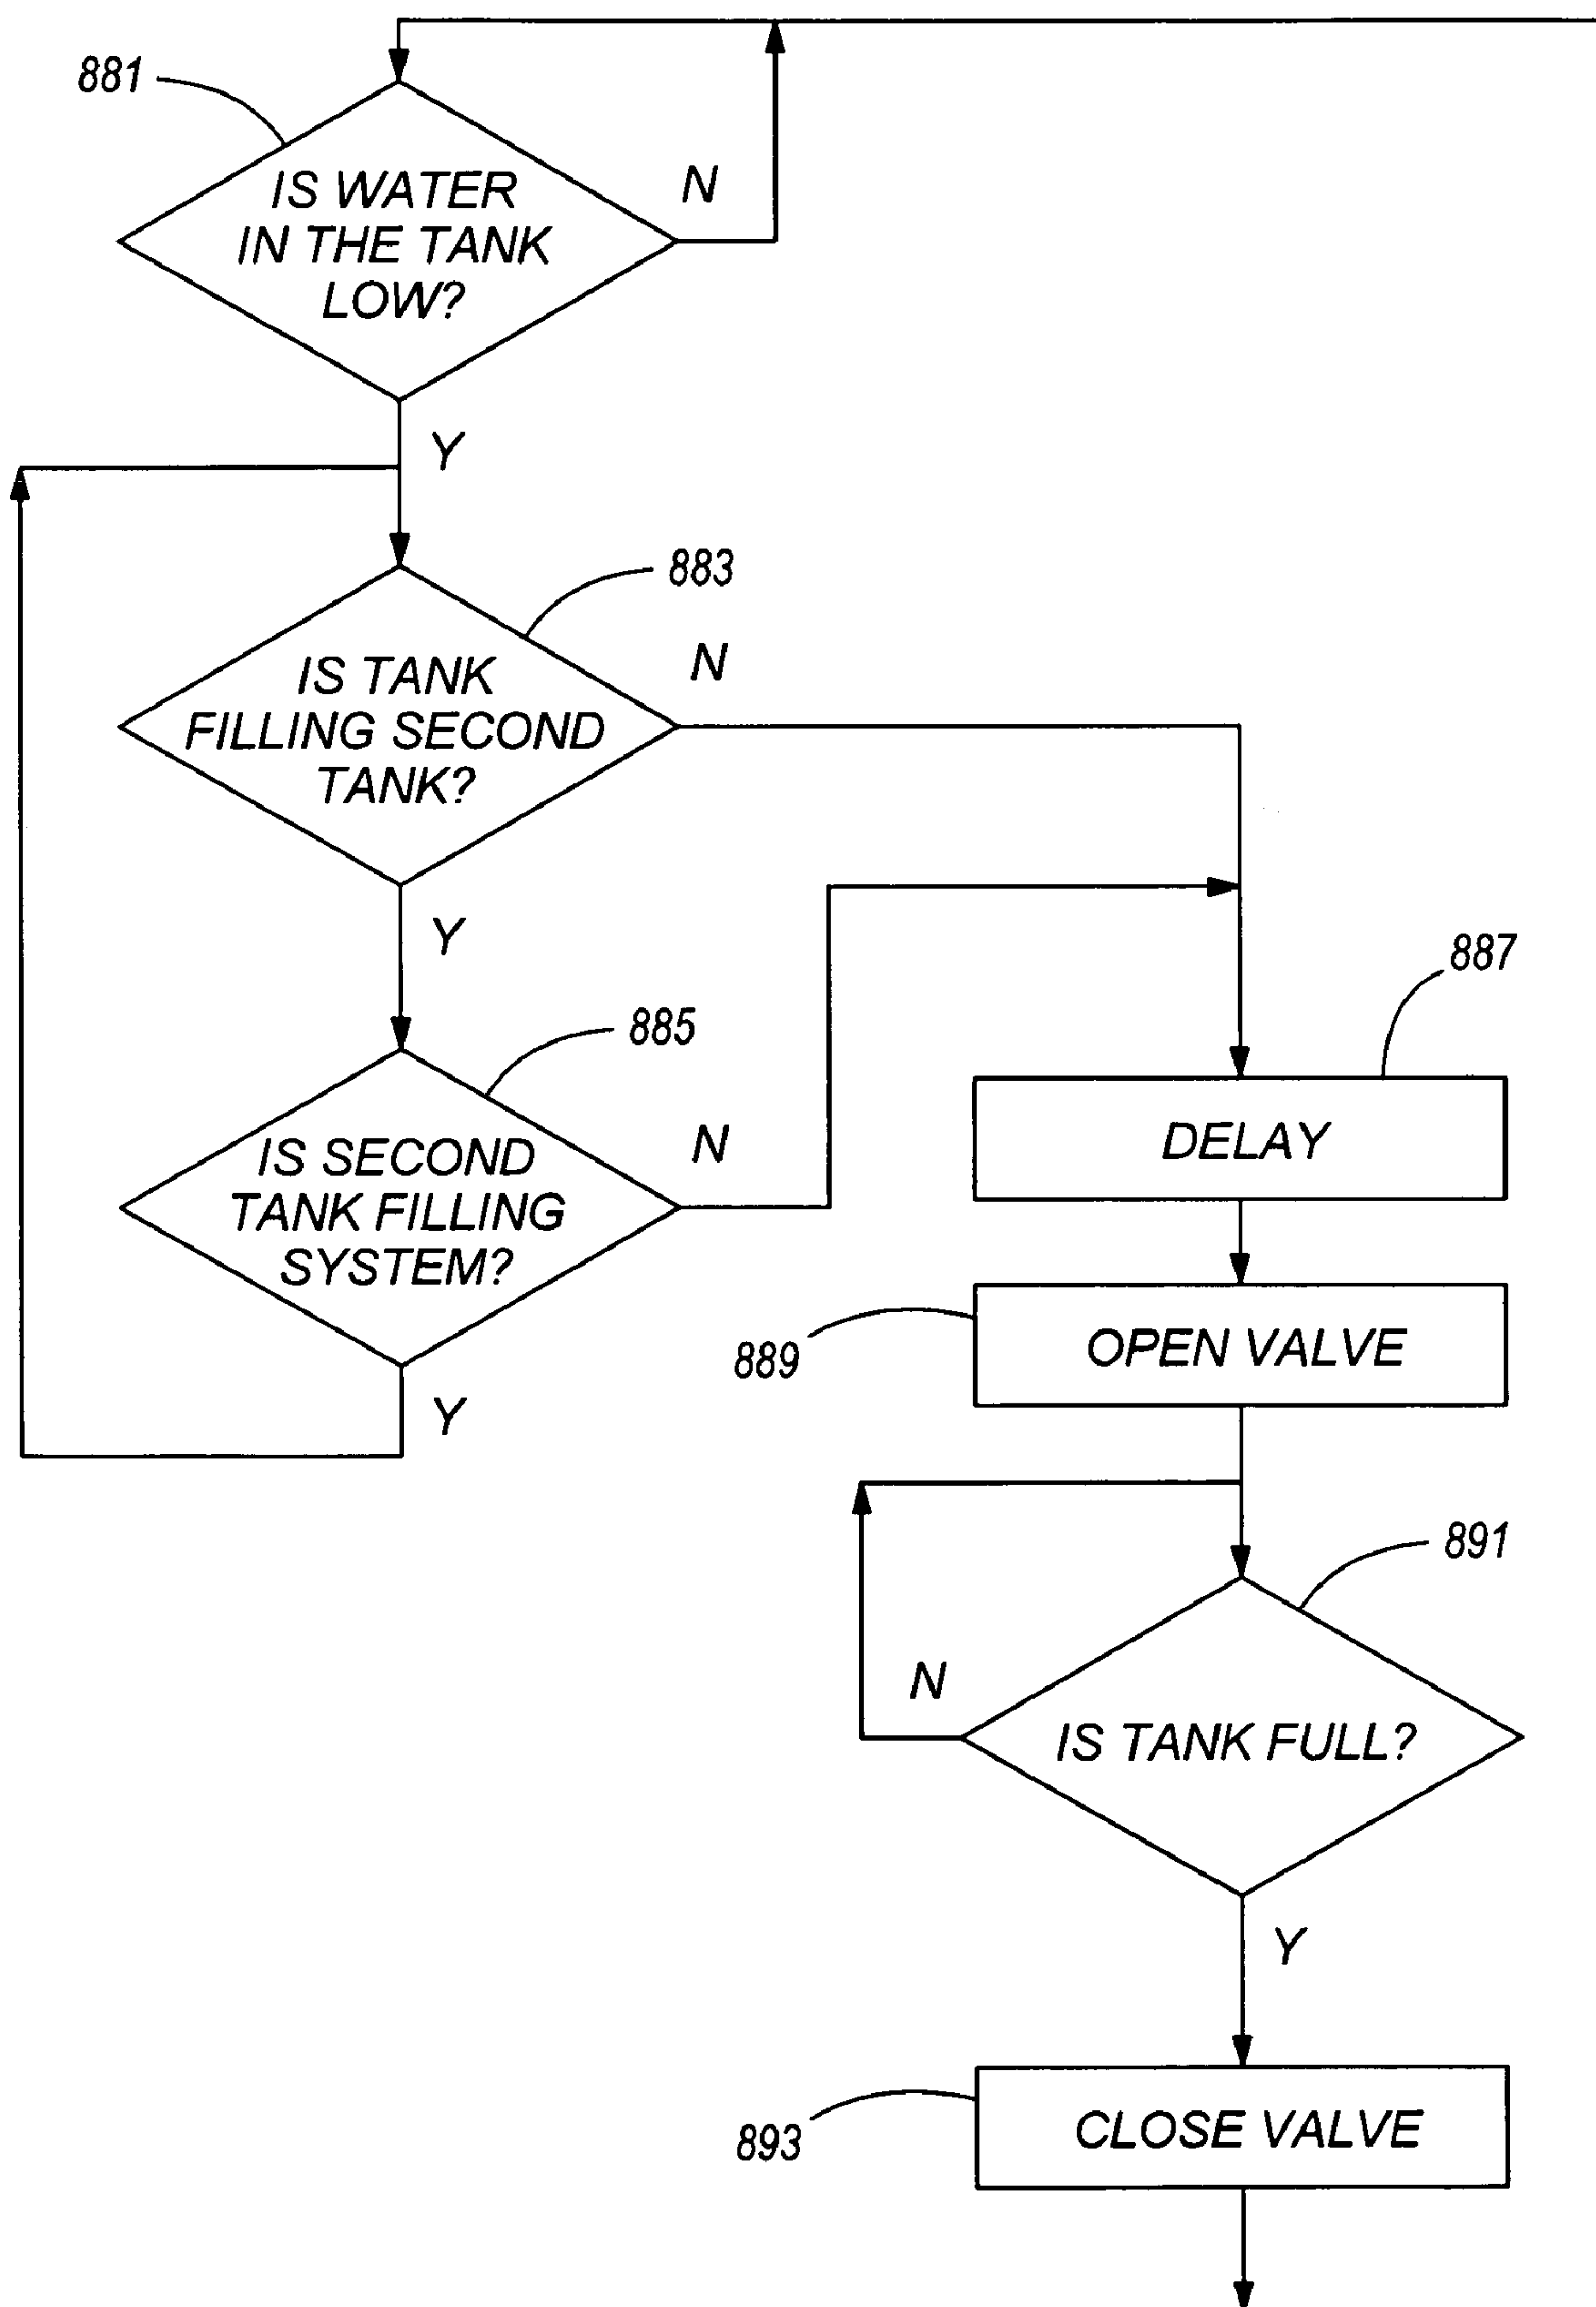 881
IS WATER
IN THE TANK
LOW?
N
Y
883
IS TANK
FILLING SECOND
TANK?
N
Y
885
IS SECOND
TANK FILLING
SYSTEM?
N
Y
887
DELAY
889
OPEN VALVE
891
IS TANK FULL?
N
Y
893
CLOSE VALVE